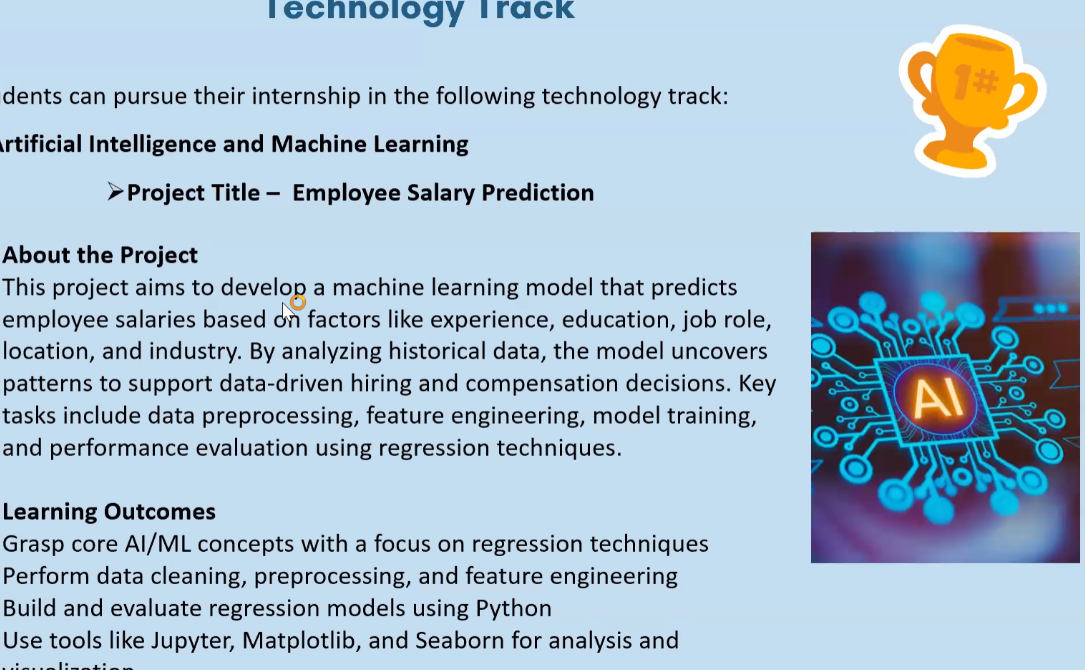 Technology Track
1#
dents can pursue their internship in the following technology track:
Artificial Intelligence and Machine Learning
➢Project Title – Employee Salary Prediction
About the Project
This project aims to develop a machine learning model that predicts
employee salaries based on factors like experience, education, job role,
location, and industry. By analyzing historical data, the model uncovers
patterns to support data-driven hiring and compensation decisions. Key
tasks include data preprocessing, feature engineering, model training,
and performance evaluation using regression techniques.
AI
Learning Outcomes
Grasp core AI/ML concepts with a focus on regression techniques
Perform data cleaning, preprocessing, and feature engineering
Build and evaluate regression models using Python
Use tools like Jupyter, Matplotlib, and Seaborn for analysis and
visualization